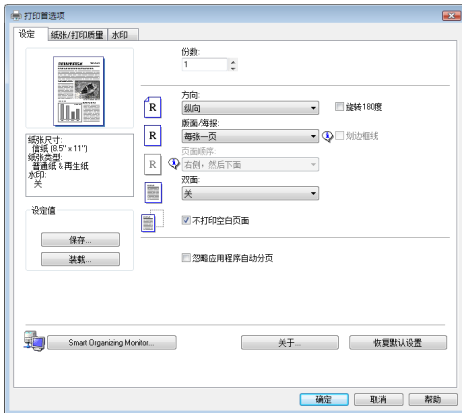 打印首选项
设定 纸张/打印质量 水印
份数:
1
方向:
纵向
旋转180度
版面/海报:
每张一页
划边框线
页面顺序:
右侧，然后下面
双面:
关
不打印空白页面
忽略应用程序自动分页
纸张尺寸:
信纸 (8.5" x 11")
纸张类型:
普通纸 & 再生纸
水印:
关
设定值
保存...
装载...
Smart Organizing Monitor...
关于...
恢复默认设置
确定 取消 帮助